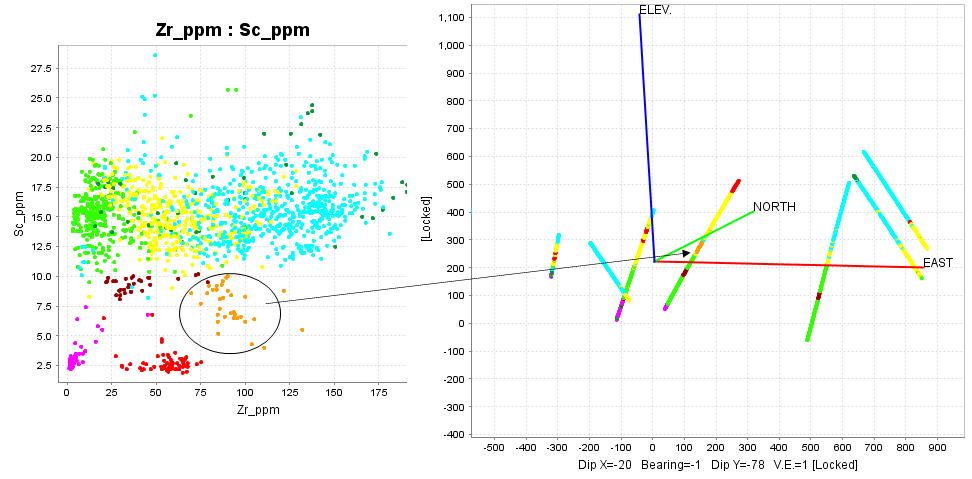 Zr_ppm : Sc_ppm
Sc_ppm
27.5
25.0
22.5
20.0
17.5
15.0
12.5
10.0
7.5
5.0
2.5
0 25 50 75 100 125 150 175
Zr_ppm
ELEV.
NORTH
EAST
[Locked]
1,100
1,000
900
800
700
600
500
400
300
200
100
0
-100
-200
-300
-400
-500 -400 -300 -200 -100 0 100 200 300 400 500 600 700 800 900
Dip X=-20 Bearing=-1 Dip Y=-78 V.E.=1 [Locked]